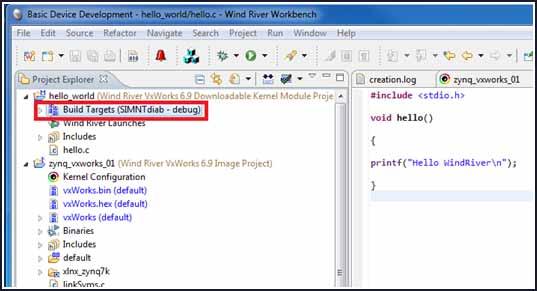 Basic Device Development - hello_world/hello.c - Wind River Workbench
File Edit Source Refactor Navigate Search Project Run Window Help
Project Explorer
hello_world (Wind River VxWorks 6.9 Downloadable Kernel Module Proje
Build Targets (SIMNTdiab - debug)
Wind River Launches
Includes
hello.c
zynq_vxworks_01 (Wind River VxWorks 6.9 Image Project)
Kernel Configuration
vxWorks.bin (default)
vxWorks.hex (default)
vxWorks (default)
Binaries
Includes
default
xlnx_zynq7k
linkSyms.c
creation.log
zynq_vxworks_01
#include <stdio.h>
void hello()
{
printf("Hello WindRiver\n");
}